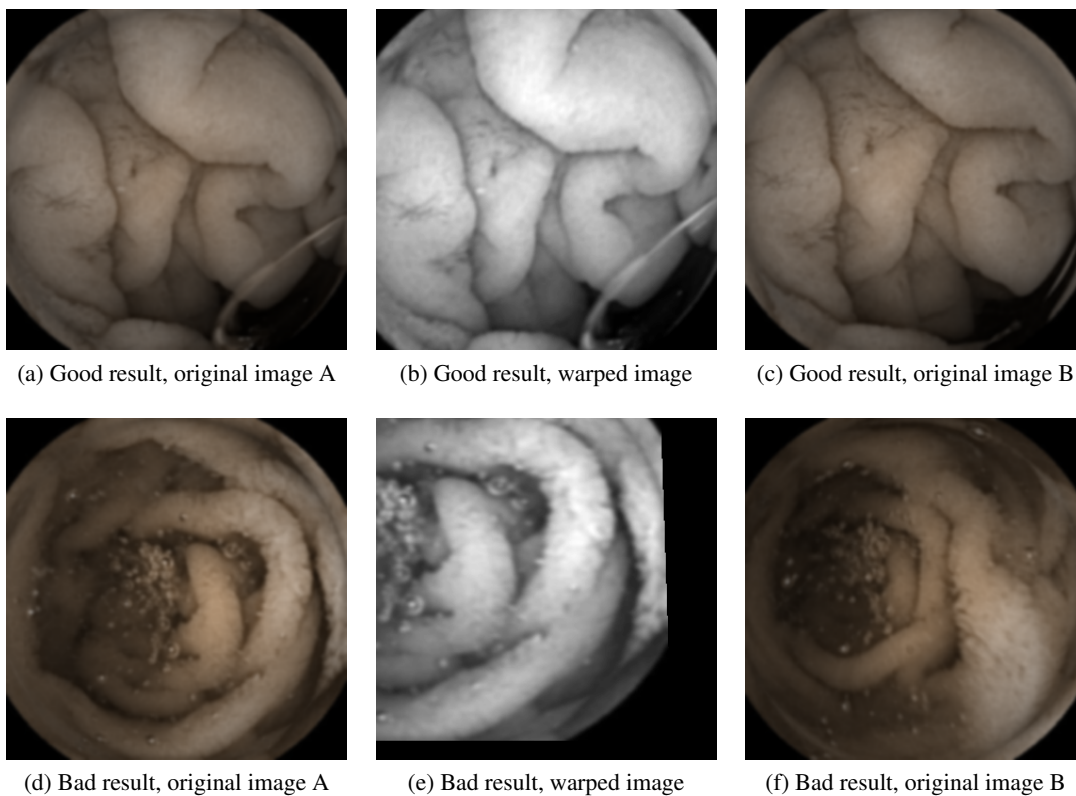 (a) Good result, original image A
(b) Good result, warped image
(c) Good result, original image B
(d) Bad result, original image A
(e) Bad result, warped image
(f) Bad result, original image B